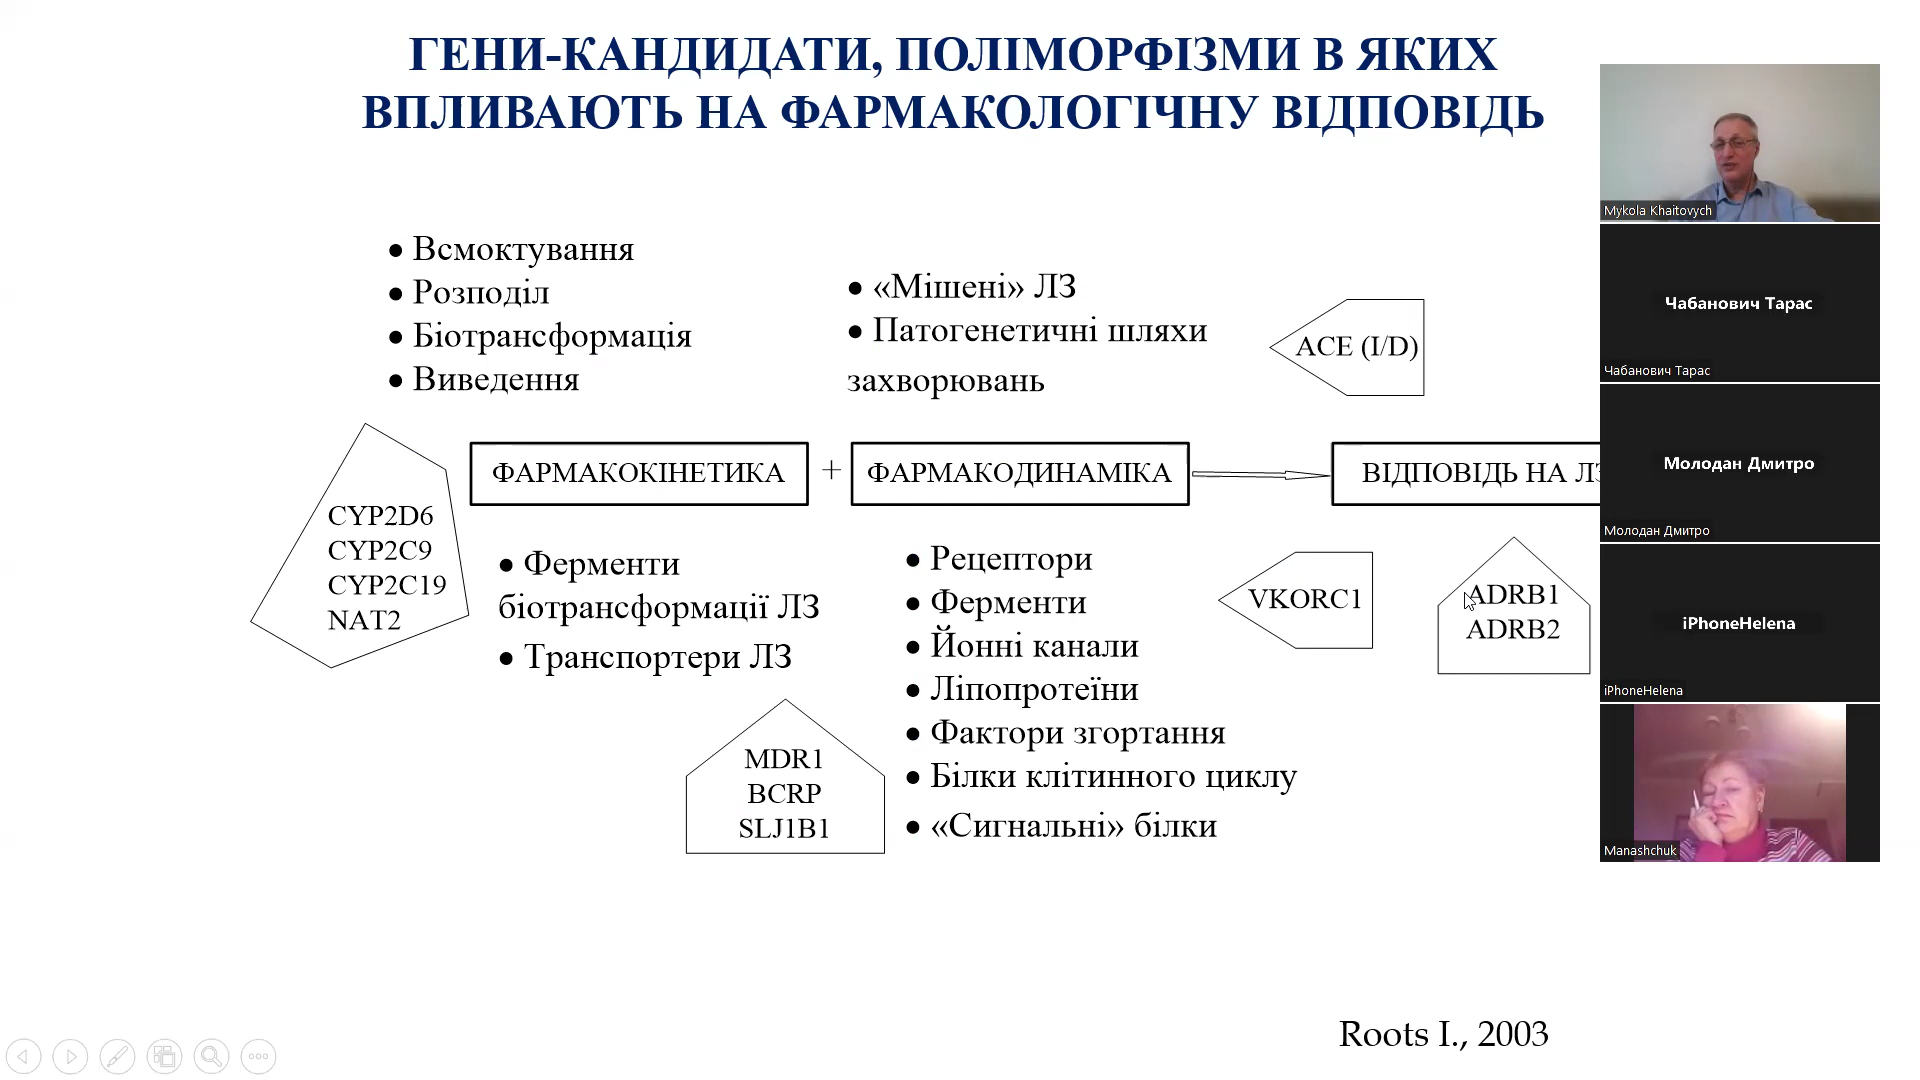 ГЕНИ-КАНДИДАТИ, ПОЛІМОРФІЗМИ В ЯКИХ
ВПЛИВАЮТЬ НА ФАРМАКОЛОГІЧНУ ВІДПОВІДЬ
• Всмоктування
• Розподіл
• Біотрансформація
• Виведення
• «Мішені» ЛЗ
• Патогенетичні шляхи
захворювань
ACE (I/D)
ФАРМАКОКІНЕТИКА
+
ФАРМАКОДИНАМІКА
ВІДПОВІДЬ НА ЛЗ
CYP2D6
CYP2C9
CYP2C19
NAT2
• Ферменти
біотрансформації ЛЗ
• Транспортери ЛЗ
MDR1
BCRP
SLJ1B1
• Рецептори
• Ферменти
• Йонні канали
• Ліпопротеїни
• Фактори згортання
• Білки клітинного циклу
• «Сигнальні» білки
VKORC1
ADRB1
ADRB2
Roots I., 2003
Mykola Khaitovych
Чабанович Тарас
Чабанович Тарас
Молодан Дмитро
Молодан Дмитро
iPhoneHelena
iPhoneHelena
Manashchuk